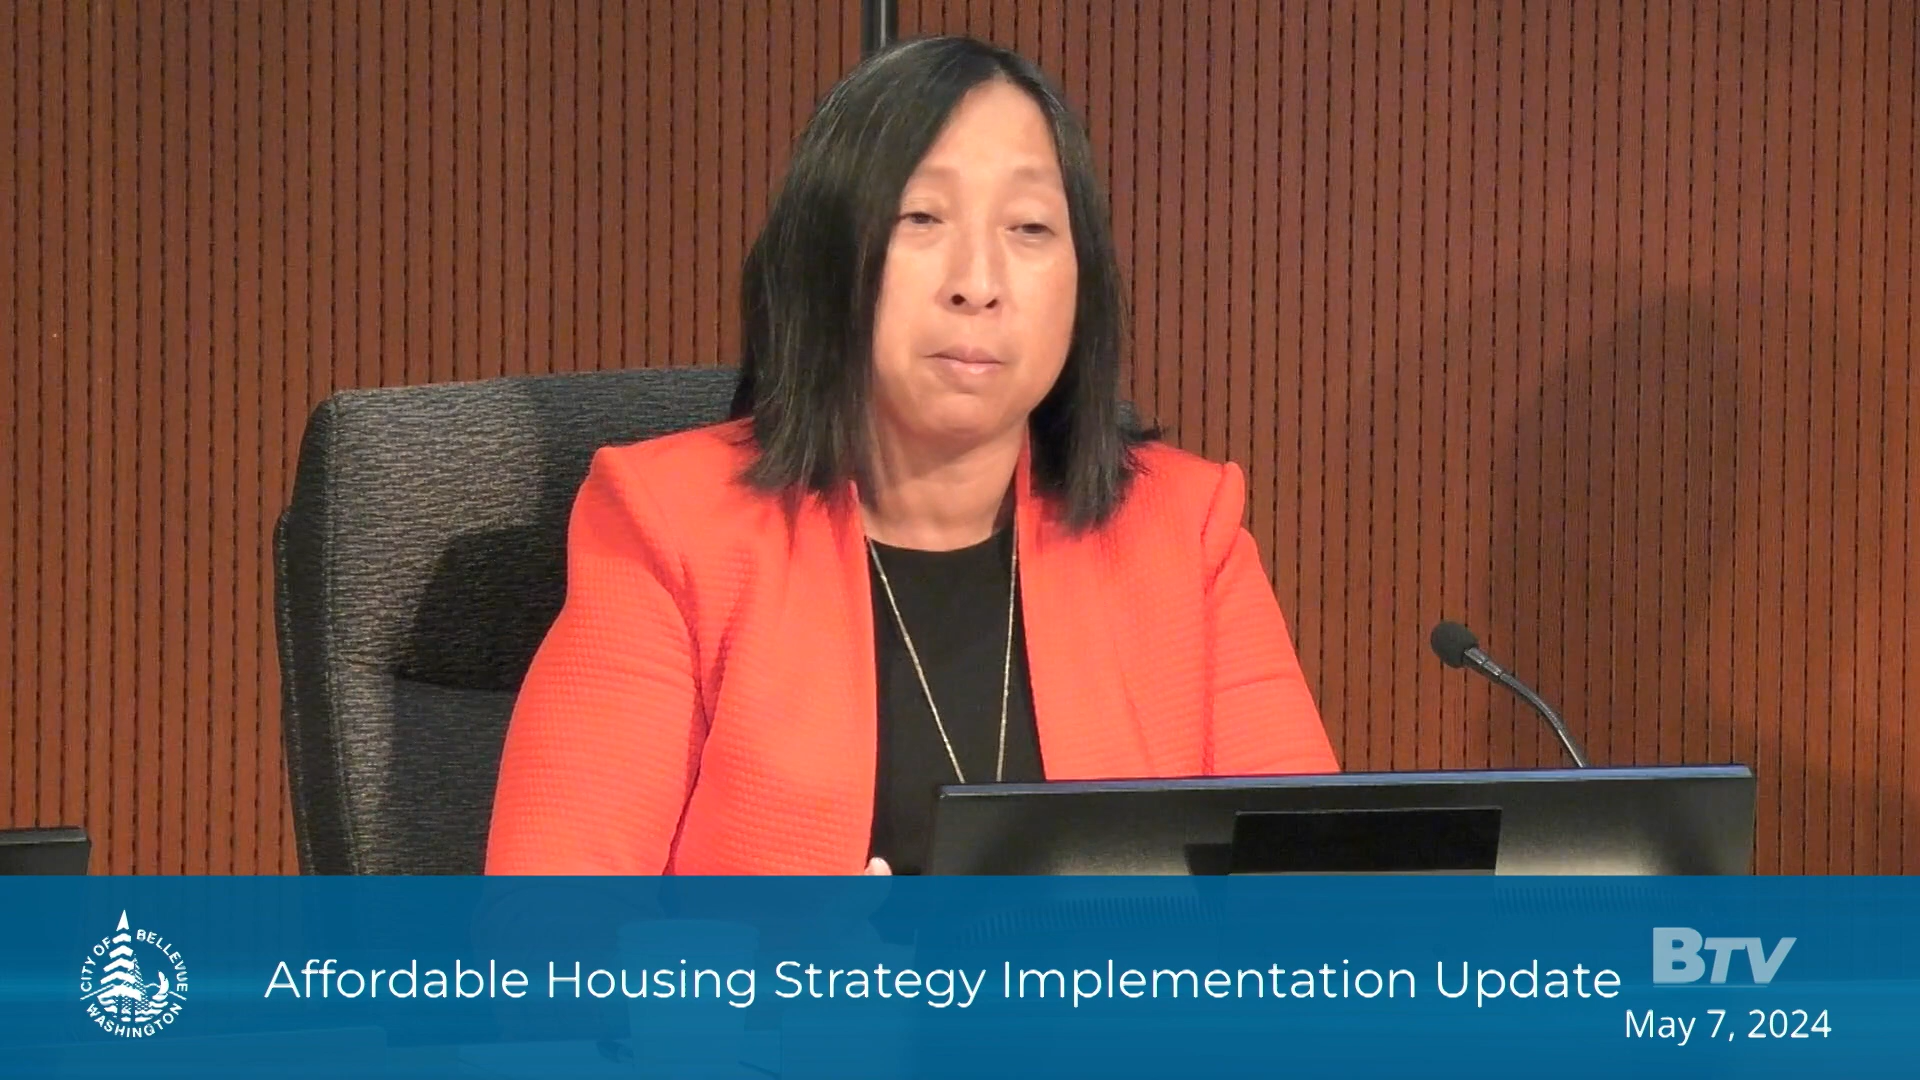 CITY OF BELLEVUE
WASHINGTON
Affordable Housing Strategy Implementation Update
BTV
May 7, 2024